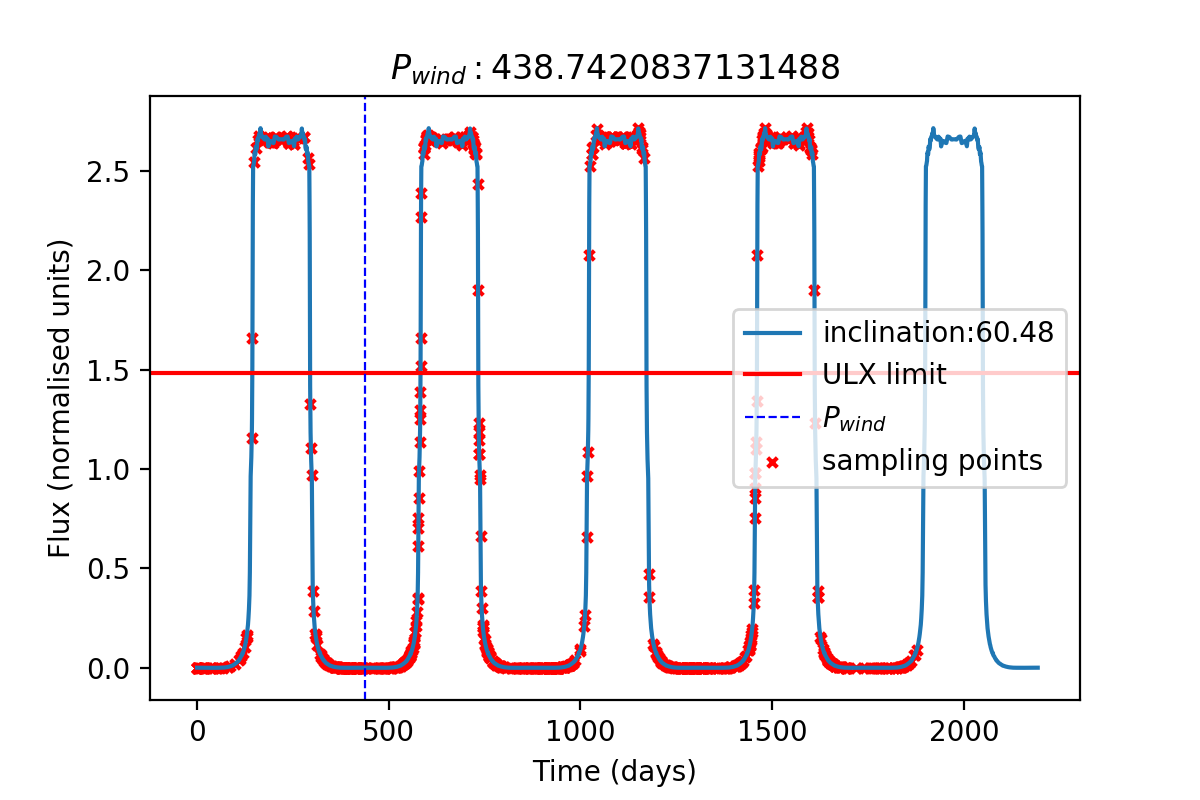 P_wind : 438.7420837131488
Flux (normalised units)
2.5
2.0
1.5
1.0
0.5
0.0
inclination:60.48
ULX limit
P_wind
sampling points
0 500 1000 1500 2000
Time (days)